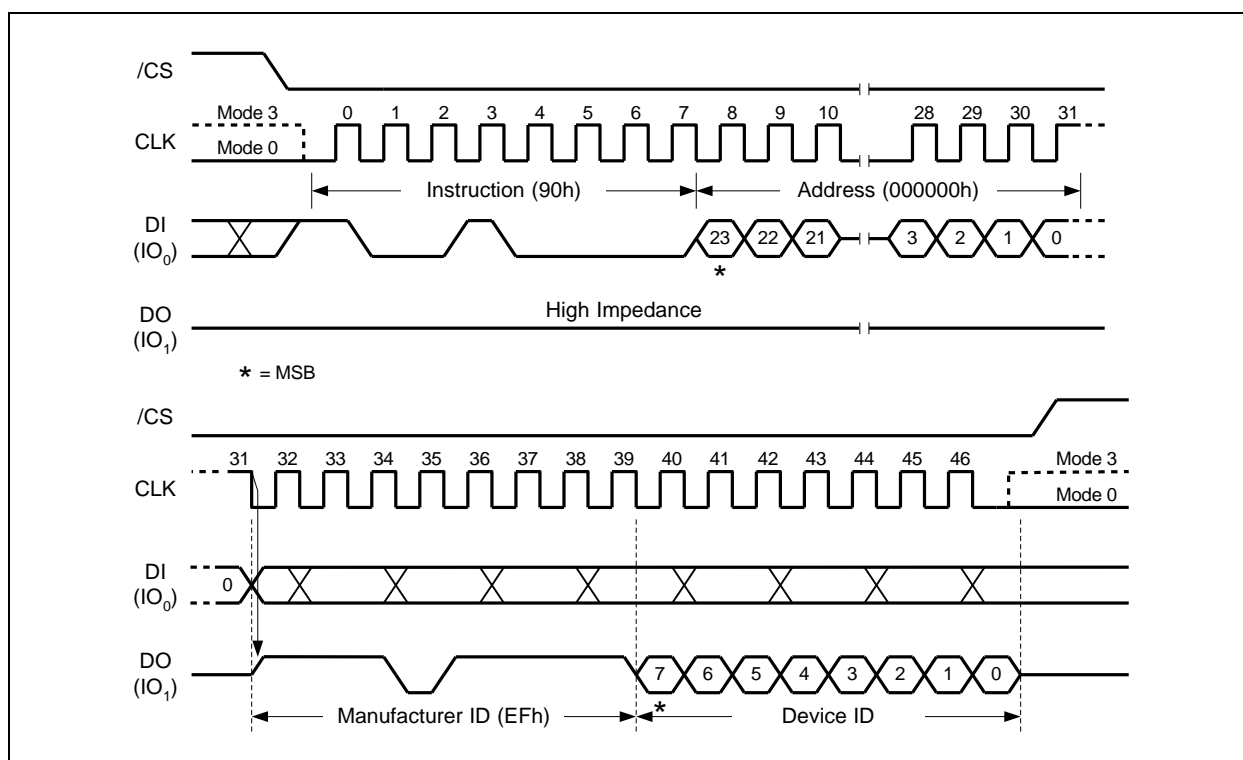 /CS
Mode 3
0 1 2 3 4 5 6 7 8 9 10 28 29 30 31
CLK
Mode 0
Instruction (90h) Address (000000h)
DI
(IO0)
23 22 21 3 2 1 0
*
DO
(IO1)
High Impedance
* = MSB
/CS
31 32 33 34 35 36 37 38 39 40 41 42 43 44 45 46
Mode 3
CLK
Mode 0
DI
(IO0)
0
DO
(IO1)
7 6 5 4 3 2 1 0
*
Manufacturer ID (EFh) Device ID